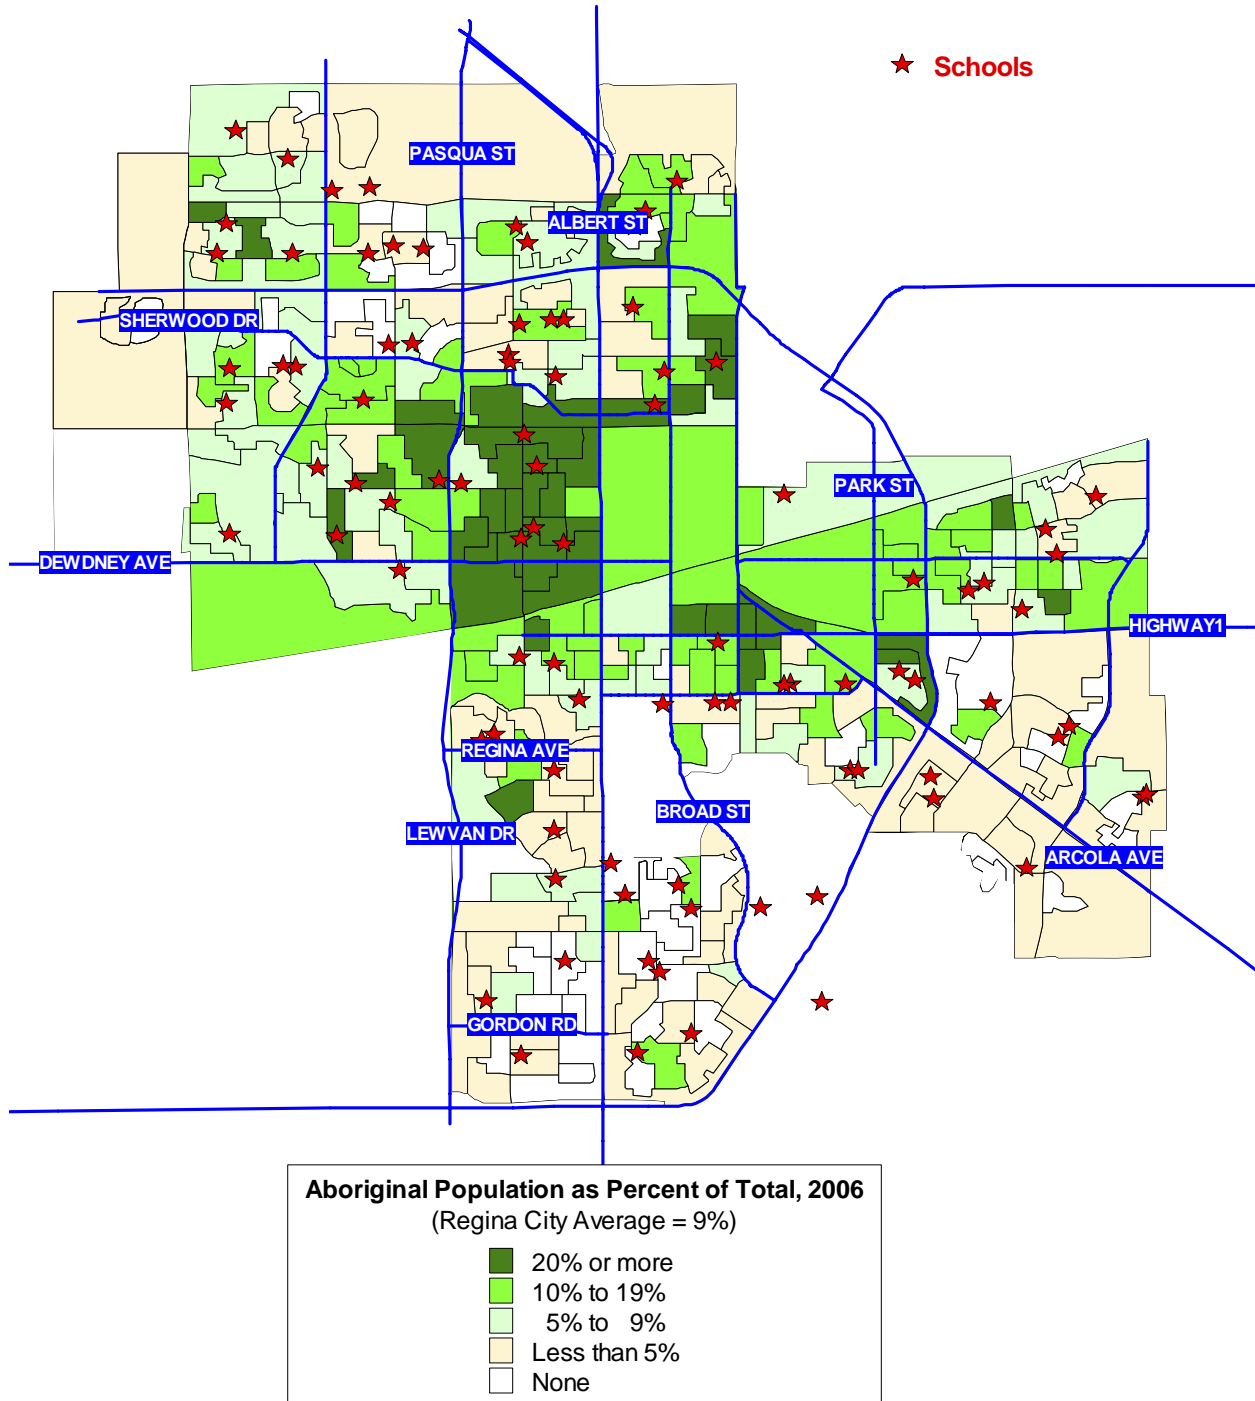 Schools
PASQUA ST
ALBERT ST
SHERWOOD DR
PARK ST
DEWDNEY AVE
HIGHWAY1
REGINA AVE
BROAD ST
LEWVAN DR
ARCOLA AVE
GORDON RD
Aboriginal Population as Percent of Total, 2006
(Regina City Average = 9%)
20% or more
10% to 19%
5% to 9%
Less than 5%
None